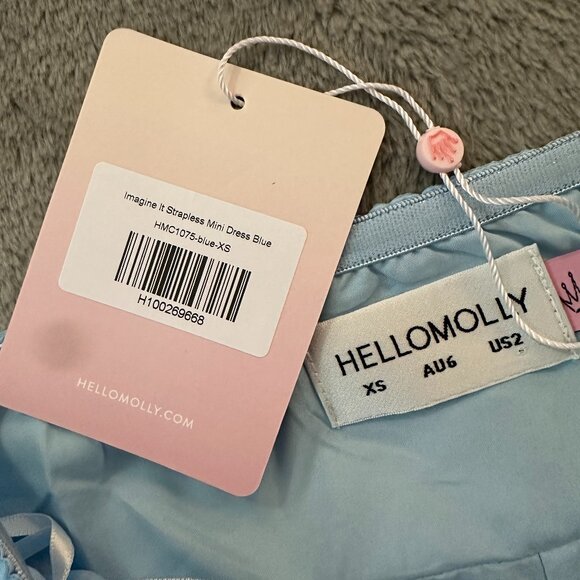 Imagine It Strapless Mini Dress Blue
HMC1075-blue-XS
H100269668
HELLOMOLLY.COM
HELLOMOLLY
XS AU6 US2